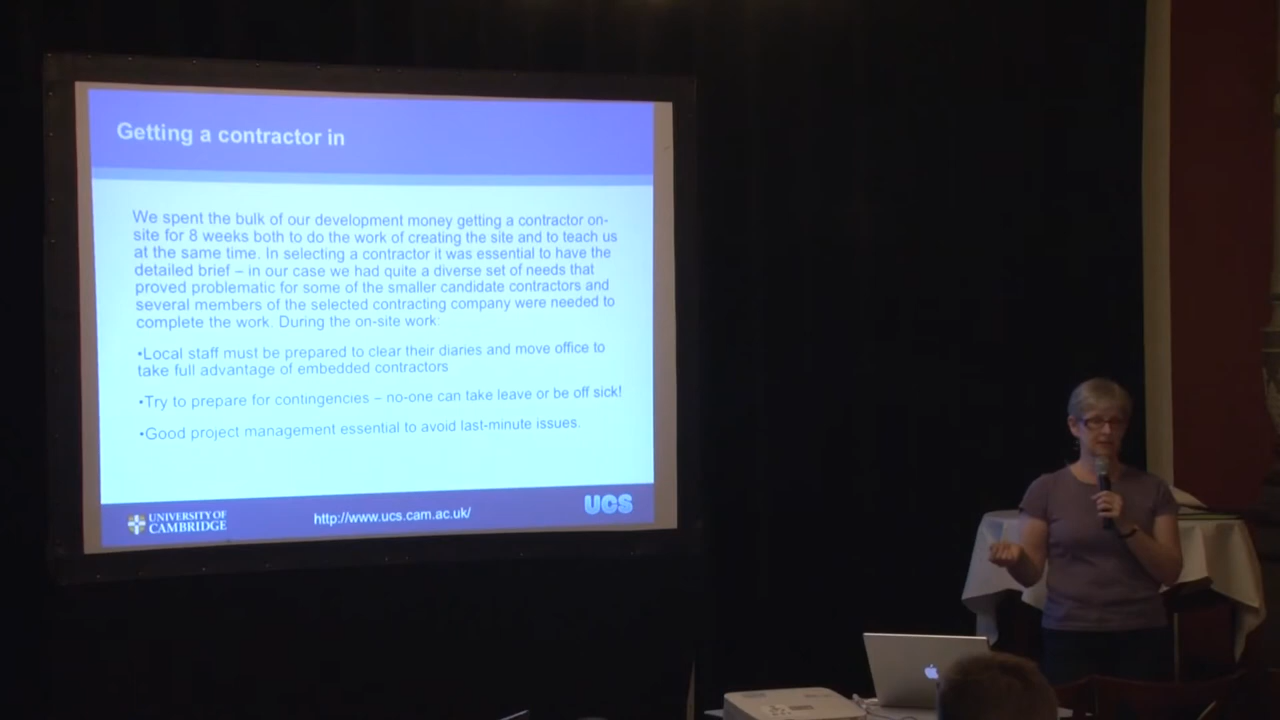 Getting a contractor in
We spent the bulk of our development money getting a contractor on-
site for 8 weeks both to do the work of creating the site and to teach us
at the same time. In selecting a contractor it was essential to have the
detailed brief – in our case we had quite a diverse set of needs that
proved problematic for some of the smaller candidate contractors and
several members of the selected contracting company were needed to
complete the work. During the on-site work:
•Local staff must be prepared to clear their diaries and move office to
take full advantage of embedded contractors
•Try to prepare for contingencies – no-one can take leave or be off sick!
•Good project management essential to avoid last-minute issues.
UNIVERSITY OF
CAMBRIDGE
http://www.ucs.cam.ac.uk/
UCS